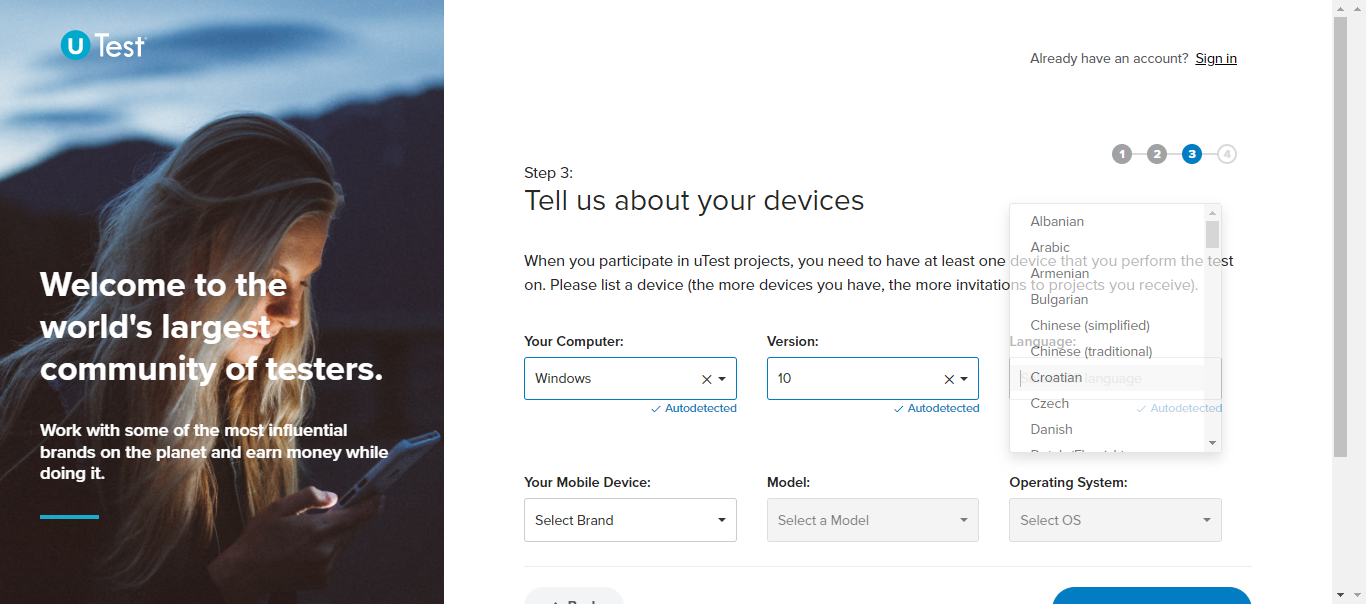 uTest
Already have an account? Sign in
1 2 3 4
Step 3:
Tell us about your devices
When you participate in uTest projects, you need to have at least one device that you perform the test
on. Please list a device (the more devices you have, the more invitations to projects you receive).
Welcome to the
world's largest
community of testers.
Work with some of the most influential
brands on the planet and earn money while
doing it.
Your Computer:
Windows
Autodetected
Version:
10
Autodetected
Language:
Autodetected
Albanian
Arabic
Armenian
Bulgarian
Chinese (simplified)
Chinese (traditional)
Croatian
Czech
Danish
Your Mobile Device:
Select Brand
Model:
Select a Model
Operating System:
Select OS